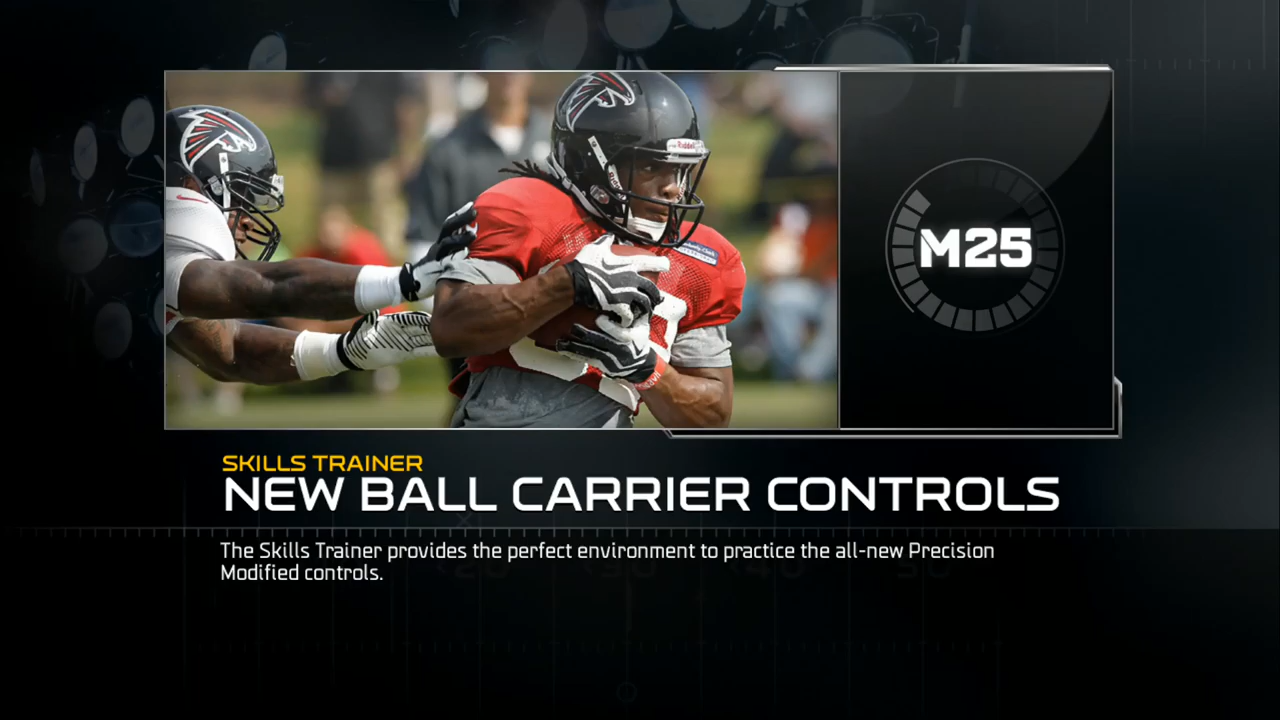 Riddell
M25
SKILLS TRAINER
NEW BALL CARRIER CONTROLS
The Skills Trainer provides the perfect environment to practice the all-new Precision
Modified controls.